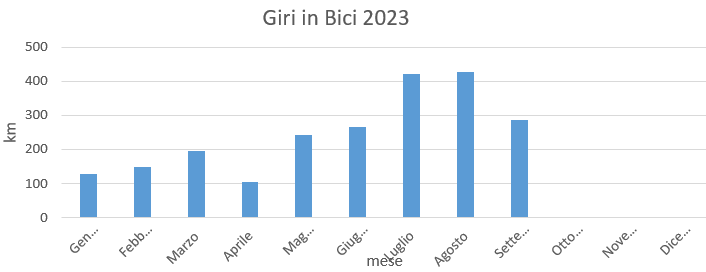 Giri in Bici 2023
500
400
300
200
100
0
km
Gen...
Febb...
Marzo
Aprile
Mag...
Giug...
Luglio
Agosto
Sette...
Otto...
Nove...
Dice...
mese